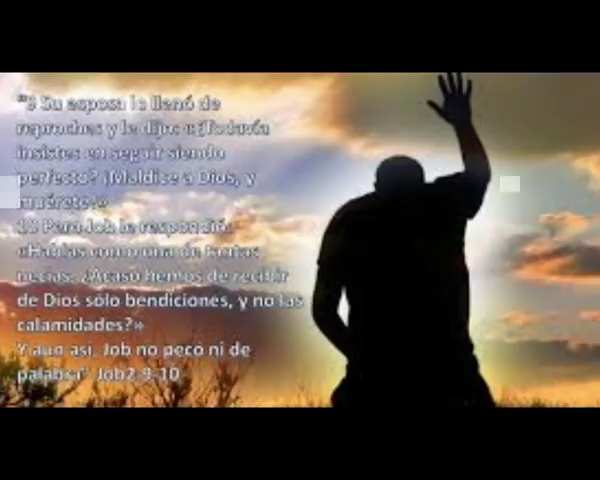 "9 Su esposa lo llenó de
reproches y le dijo: «¿Todavía
insistes en seguir siendo
perfecto? ¡Maldice a Dios, y
muérete!»
10 Pero Job le respondió:
«Hablas como una de tantas
necias. ¿Acaso hemos de recibir
de Dios sólo bendiciones, y no las
calamidades?»
Y aun así, Job no pecó ni de
palabra" Job2:9-10